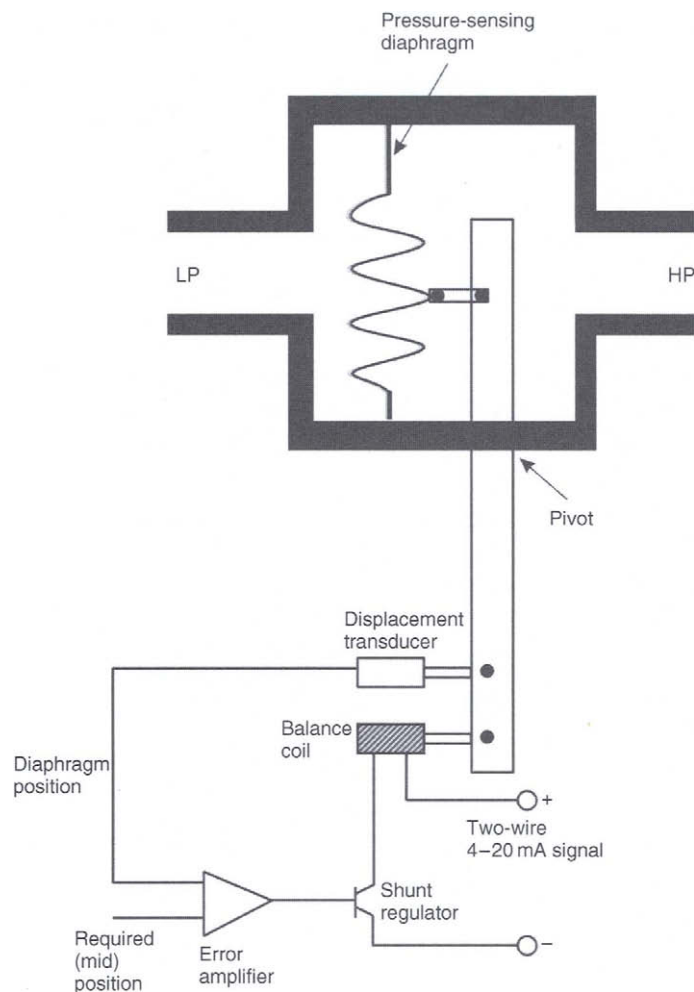 Pressure-sensing
diaphragm
LP
HP
Pivot
Displacement
transducer
Balance
coil
Diaphragm
position
+
Two-wire
4–20 mA signal
Shunt
regulator
Required
(mid)
position
Error
amplifier
–